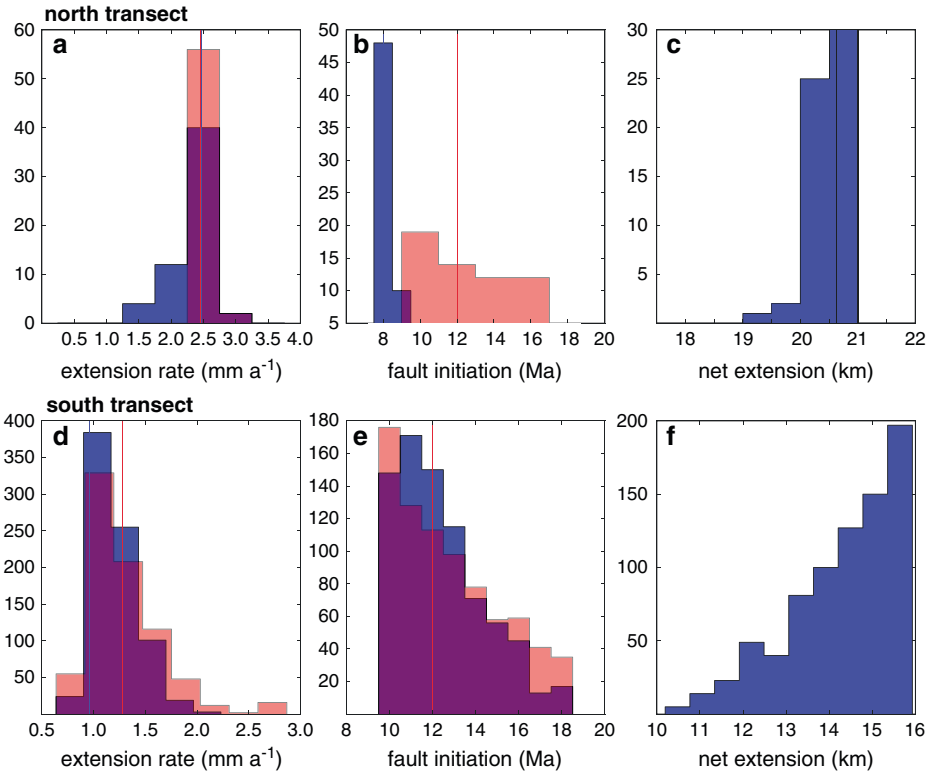 north transect
a
b
c
60
50
40
30
20
10
0
50
45
40
35
30
25
20
15
10
5
30
25
20
15
10
5
0.5 1.0 1.5 2.0 2.5 3.0 3.5 4.0
8 10 12 14 16 18 20
18 19 20 21 22
extension rate (mm a-1)
fault initiation (Ma)
net extension (km)
south transect
d
e
f
400
350
300
250
200
150
100
50
180
160
140
120
100
80
60
40
20
200
150
100
50
0.5 1.0 1.5 2.0 2.5 3.0
8 10 12 14 16 18 20
10 11 12 13 14 15 16
extension rate (mm a-1)
fault initiation (Ma)
net extension (km)